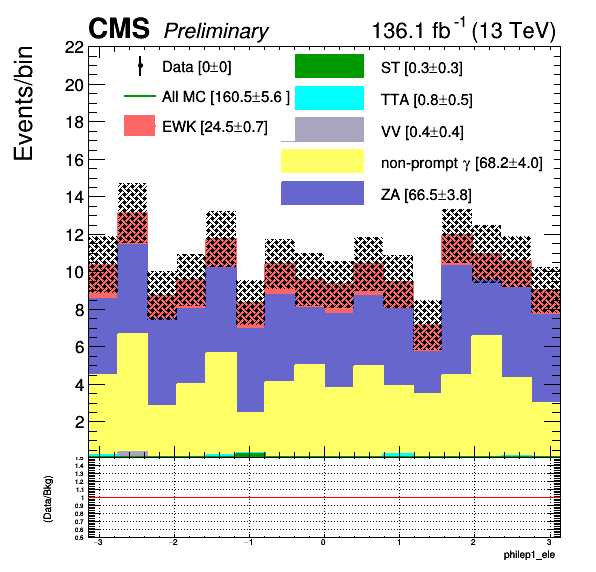 CMS Preliminary 136.1 fb⁻¹ (13 TeV)
Events/bin
22
20
18
16
14
12
10
8
6
4
2
Data [0±0]
All MC [160.5±5.6 ]
EWK [24.5±0.7]
ST [0.3±0.3]
TTA [0.8±0.5]
VV [0.4±0.4]
non-prompt γ [68.2±4.0]
ZA [66.5±3.8]
(Data/Bkg)
1.5
1.4
1.3
1.2
1.1
1
0.9
0.8
0.7
0.6
0.5
−3 −2 −1 0 1 2 3
philep1_ele